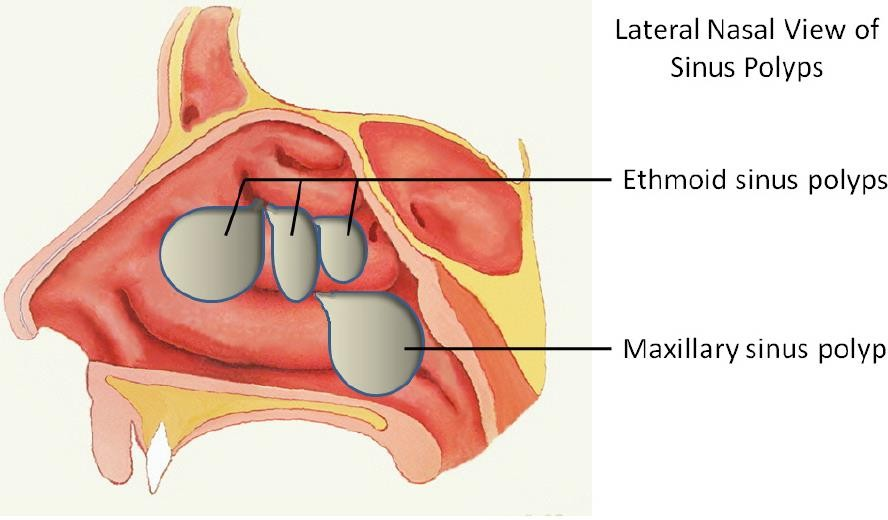 Lateral Nasal View of
Sinus Polyps
Ethmoid sinus polyps
Maxillary sinus polyp